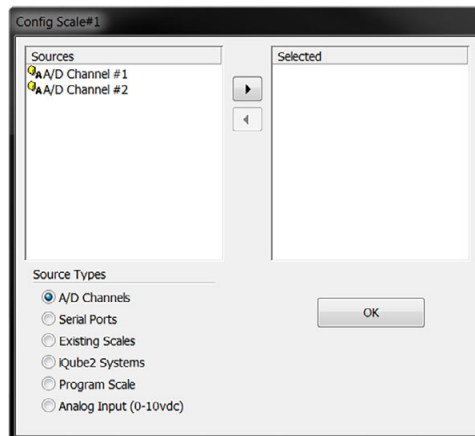 Config Scale#1
Sources
Selected
A/D Channel #1
A/D Channel #2
Source Types
A/D Channels
Serial Ports
Existing Scales
iQube2 Systems
Program Scale
Analog Input (0-10vdc)
OK